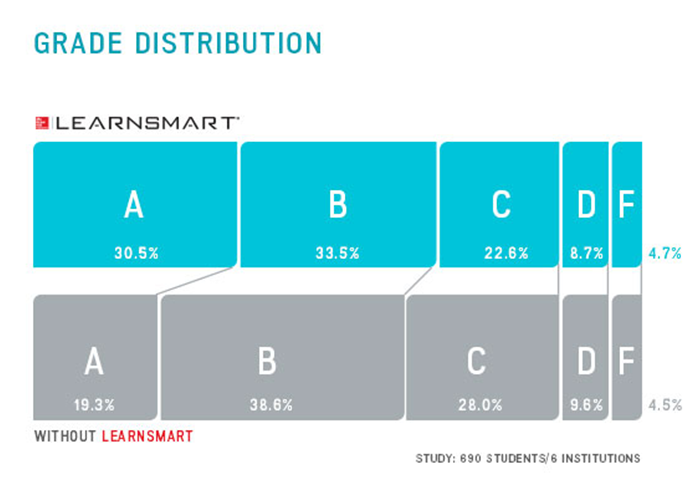 GRADE DISTRIBUTION
LEARNSMART
A B C D F
30.5% 33.5% 22.6% 8.7% 4.7%
A B C D F
19.3% 38.6% 28.0% 9.6% 4.5%
WITHOUT LEARNSMART
STUDY: 690 STUDENTS/6 INSTITUTIONS